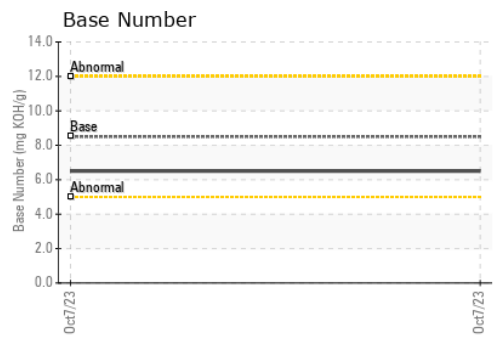 Base Number
14.0
Abnormal
12.0
10.0
Base
8.0
6.0
Abnormal
4.0
2.0
0.0
Base Number (mg KOH/g)
Oct7/23
Oct7/23